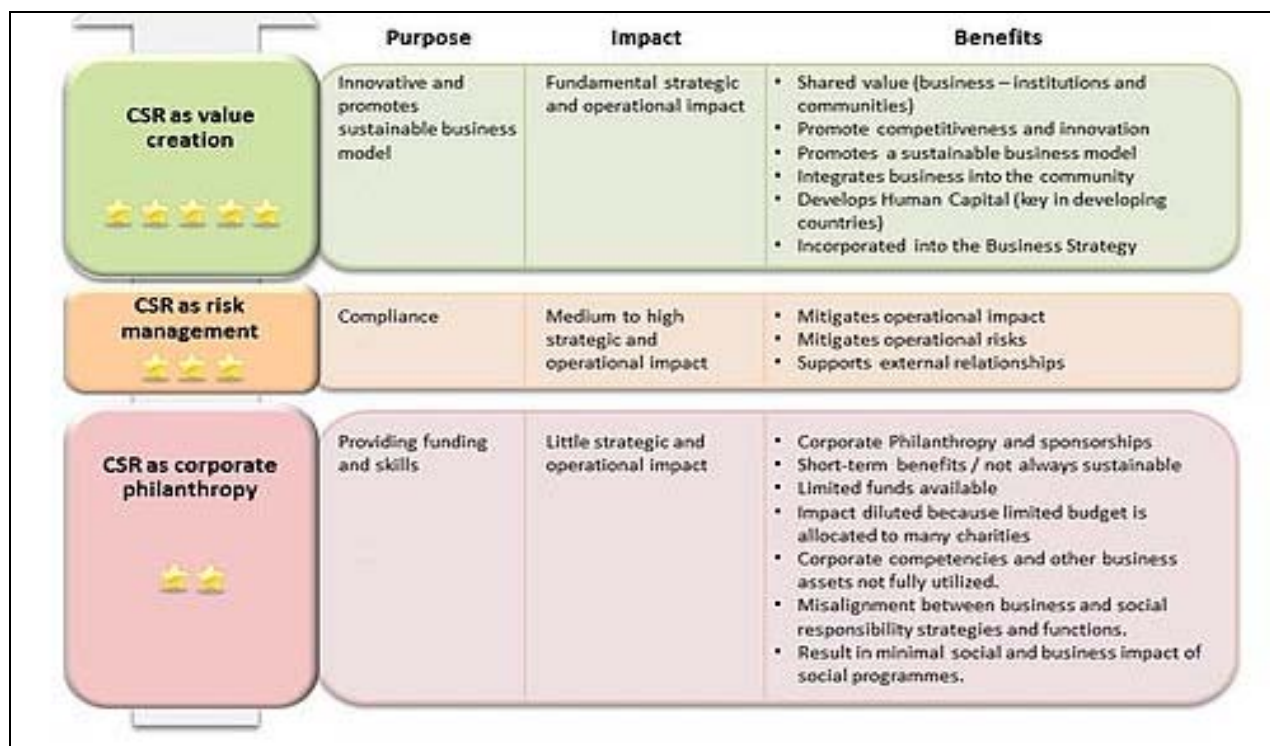 Purpose
Impact
Benefits
CSR as value
creation
Innovative and
promotes
sustainable business
model
Fundamental strategic
and operational impact
• Shared value (business – institutions and
communities)
• Promote competitiveness and innovation
• Promotes a sustainable business model
• Integrates business into the community
• Develops Human Capital (key in developing
countries)
• Incorporated into the Business Strategy
CSR as risk
management
Compliance
Medium to high
strategic and
operational impact
• Mitigates operational impact
• Mitigates operational risks
• Supports external relationships
CSR as corporate
philanthropy
Providing funding
and skills
Little strategic and
operational impact
• Corporate Philanthropy and sponsorships
• Short-term benefits / not always sustainable
• Limited funds available
• Impact diluted because limited budget is
allocated to many charities
• Corporate competencies and other business
assets not fully utilized.
• Misalignment between business and social
responsibility strategies and functions.
• Result in minimal social and business impact of
social programmes.